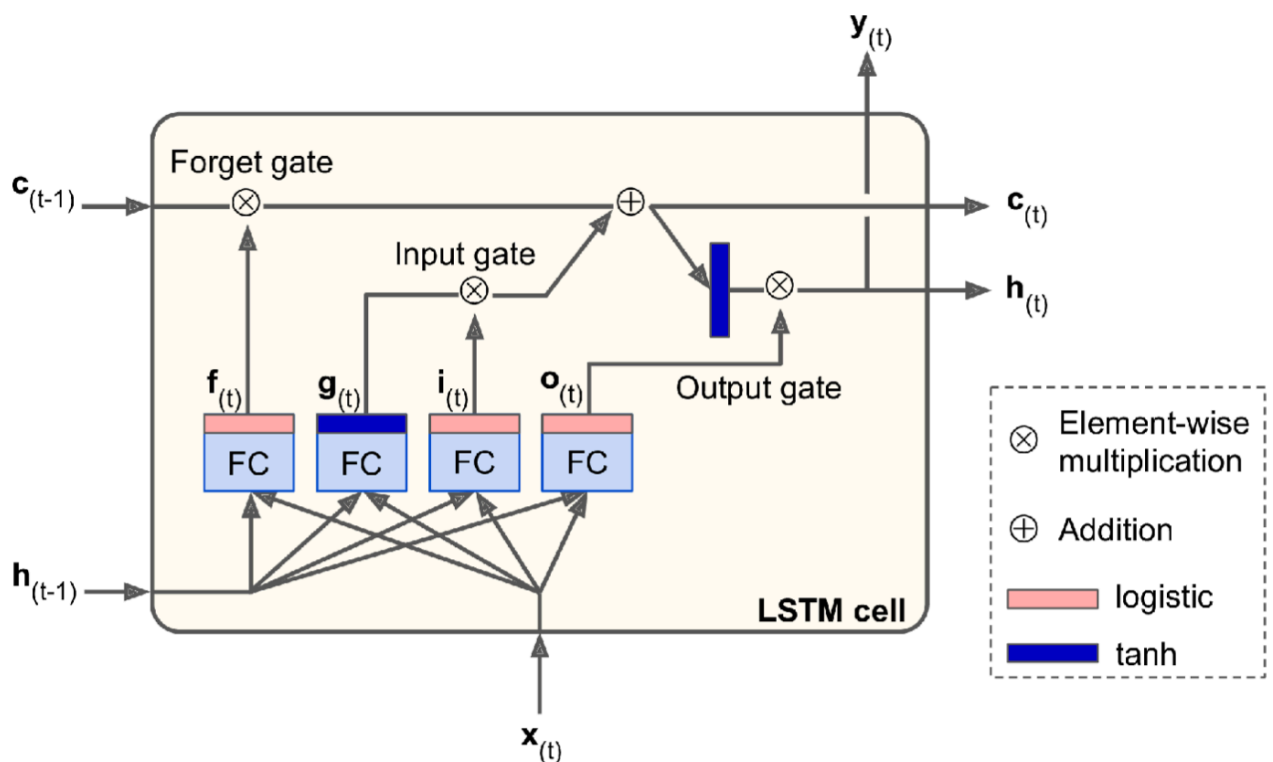 y(t)
Forget gate
c(t-1)
c(t)
Input gate
h(t)
f(t) g(t) i(t) o(t)
Output gate
FC FC FC FC
h(t-1)
LSTM cell
x(t)
⊗ Element-wise
multiplication
⊕ Addition
logistic
tanh